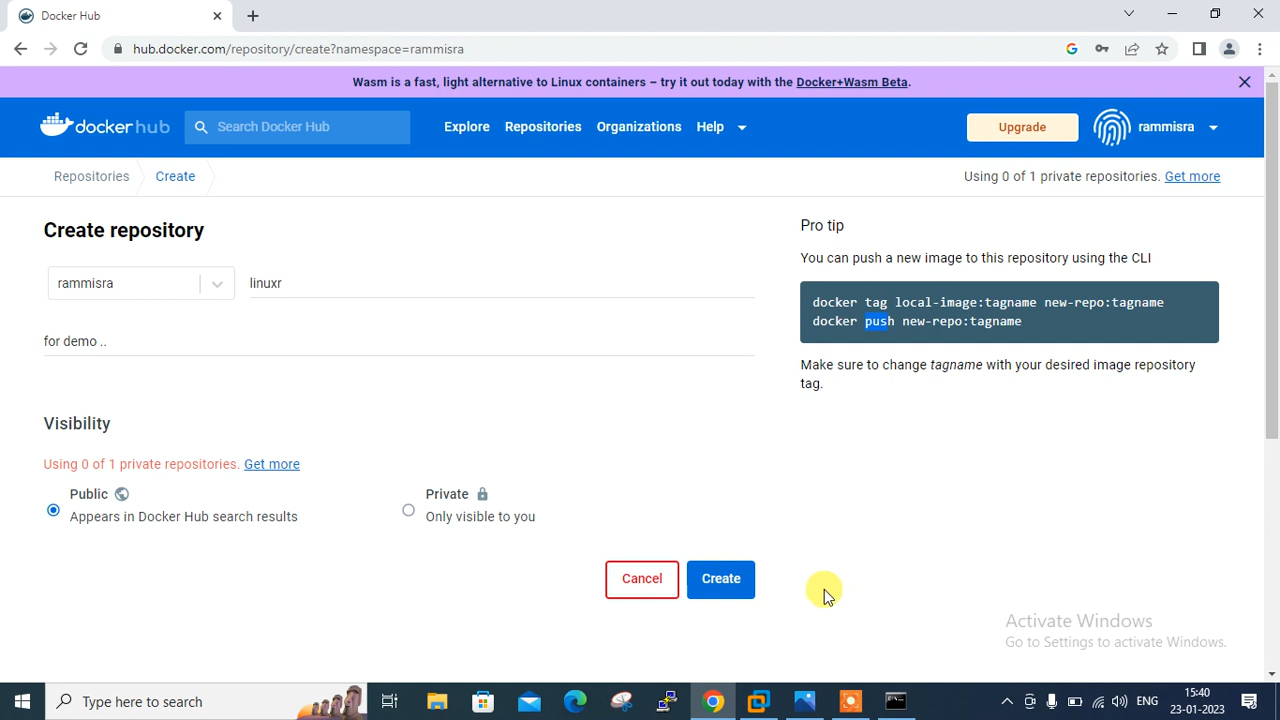 Docker Hub
hub.docker.com/repository/create?namespace=rammisra
Wasm is a fast, light alternative to Linux containers – try it out today with the Docker+Wasm Beta.
docker hub
Search Docker Hub
Explore Repositories Organizations Help
Upgrade
rammisra
Repositories Create
Using 0 of 1 private repositories. Get more
Create repository
rammisra
linuxr
for demo ..
Visibility
Using 0 of 1 private repositories. Get more
Public
Appears in Docker Hub search results
Private
Only visible to you
Cancel Create
Pro tip
You can push a new image to this repository using the CLI
docker tag local-image:tagname new-repo:tagname
docker push new-repo:tagname
Make sure to change tagname with your desired image repository
tag.
Activate Windows
Go to Settings to activate Windows.
Type here to search
ENG
15:40
23-01-2023